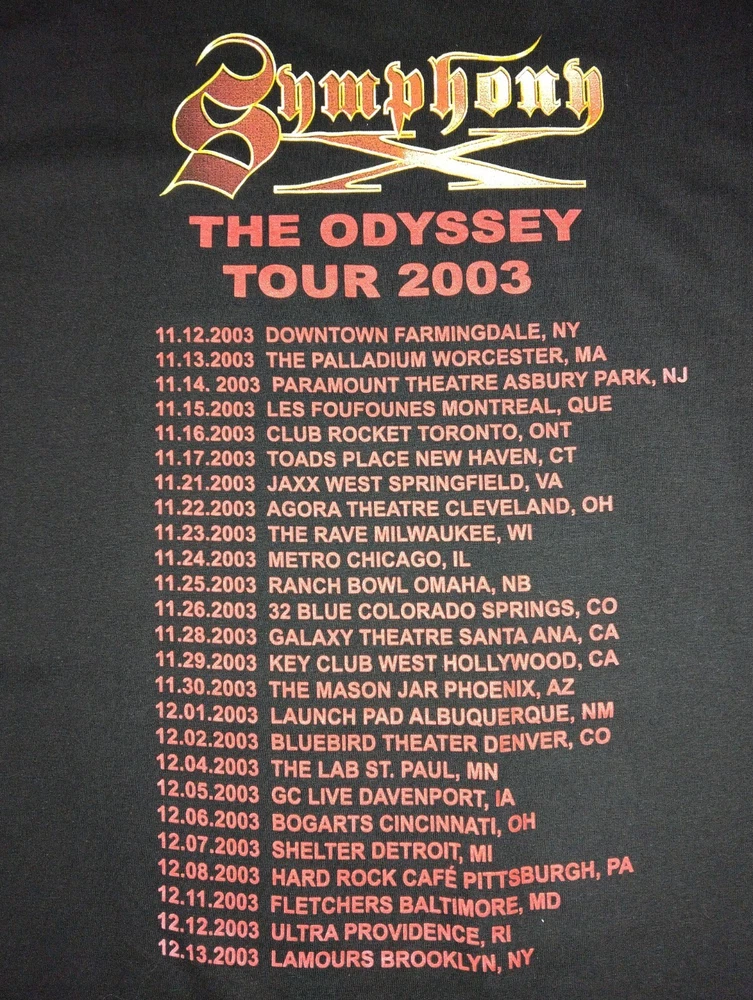 Symphony
X
THE ODYSSEY
TOUR 2003
11.12.2003 DOWNTOWN FARMINGDALE, NY
11.13.2003 THE PALLADIUM WORCESTER, MA
11.14. 2003 PARAMOUNT THEATRE ASBURY PARK, NJ
11.15.2003 LES FOUFOUNES MONTREAL, QUE
11.16.2003 CLUB ROCKET TORONTO, ONT
11.17.2003 TOADS PLACE NEW HAVEN, CT
11.21.2003 JAXX WEST SPRINGFIELD, VA
11.22.2003 AGORA THEATRE CLEVELAND, OH
11.23.2003 THE RAVE MILWAUKEE, WI
11.24.2003 METRO CHICAGO, IL
11.25.2003 RANCH BOWL OMAHA, NB
11.26.2003 32 BLUE COLORADO SPRINGS, CO
11.28.2003 GALAXY THEATRE SANTA ANA, CA
11.29.2003 KEY CLUB WEST HOLLYWOOD, CA
11.30.2003 THE MASON JAR PHOENIX, AZ
12.01.2003 LAUNCH PAD ALBUQUERQUE, NM
12.02.2003 BLUEBIRD THEATER DENVER, CO
12.04.2003 THE LAB ST. PAUL, MN
12.05.2003 GC LIVE DAVENPORT, IA
12.06.2003 BOGARTS CINCINNATI, OH
12.07.2003 SHELTER DETROIT, MI
12.08.2003 HARD ROCK CAFÉ PITTSBURGH, PA
12.11.2003 FLETCHERS BALTIMORE, MD
12.12.2003 ULTRA PROVIDENCE, RI
12.13.2003 LAMOURS BROOKLYN, NY